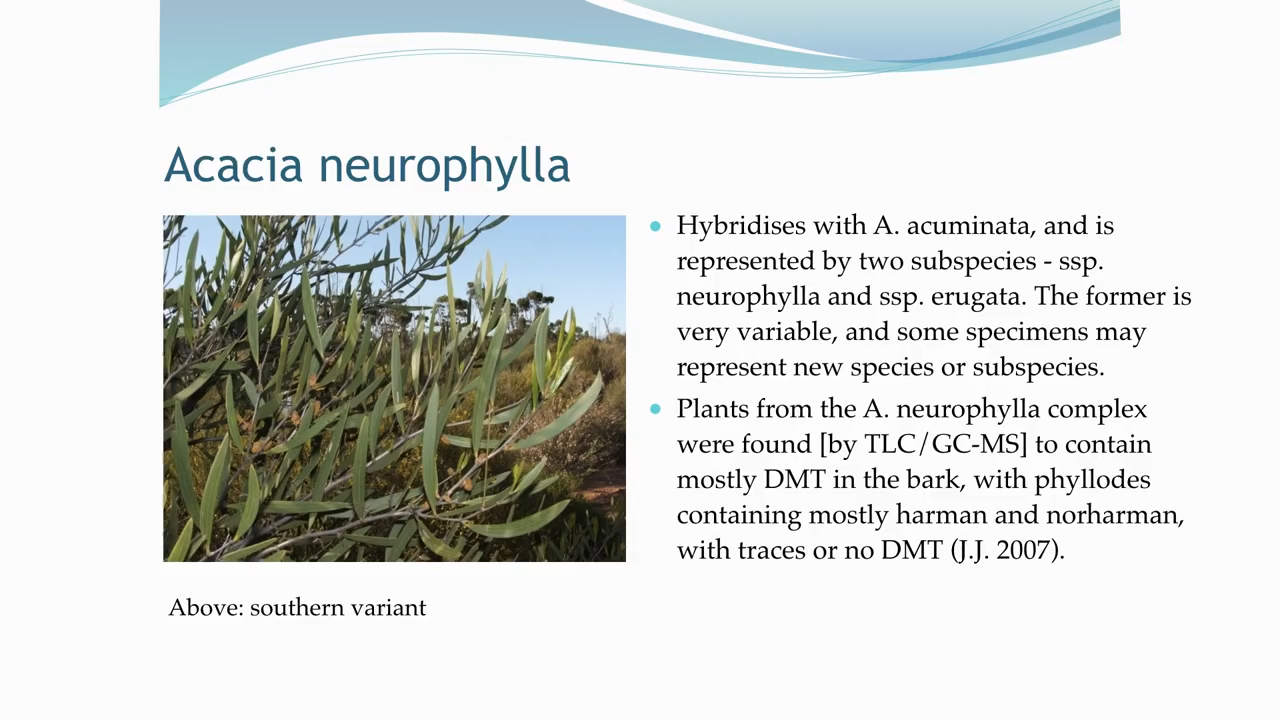 Acacia neurophylla
Hybridises with A. acuminata, and is
represented by two subspecies - ssp.
neurophylla and ssp. erugata. The former is
very variable, and some specimens may
represent new species or subspecies.
Plants from the A. neurophylla complex
were found [by TLC/GC-MS] to contain
mostly DMT in the bark, with phyllodes
containing mostly harman and norharman,
with traces or no DMT (J.J. 2007).
Above: southern variant